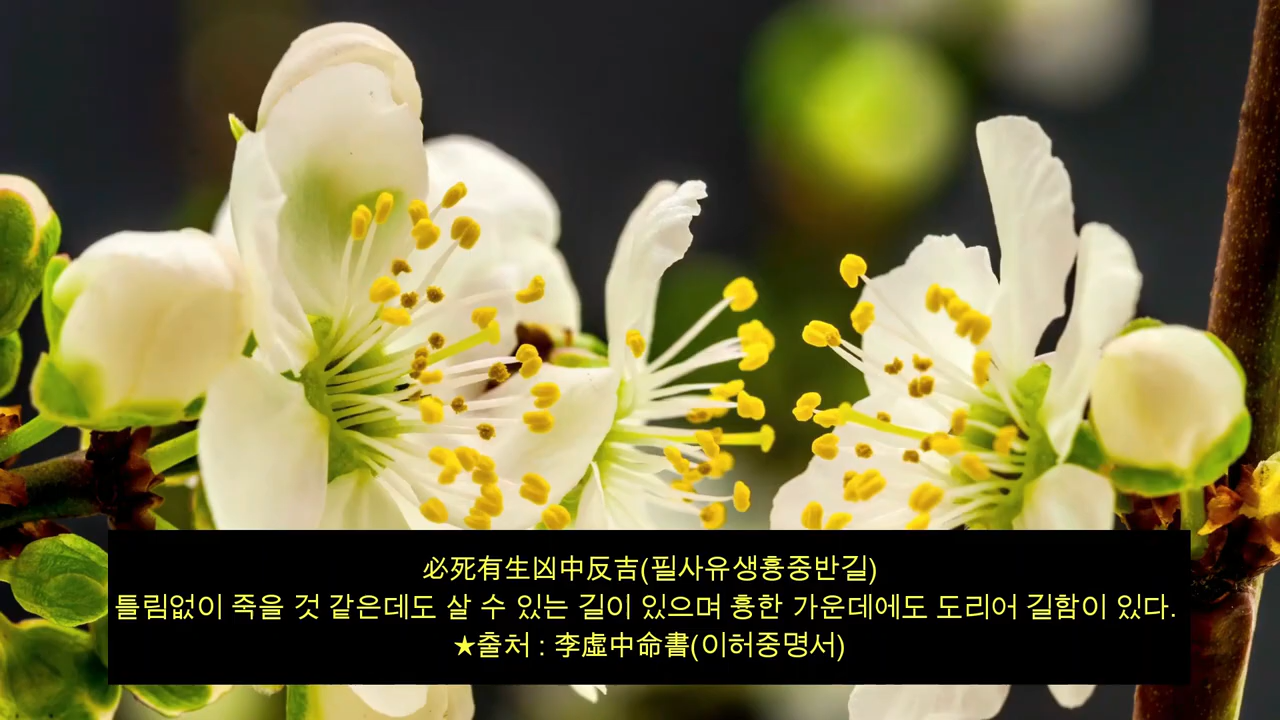 必死有生凶中反吉(필사유생흉중반길)
틀림없이 죽을 것 같은데도 살 수 있는 길이 있으며 흉한 가운데에도 도리어 길함이 있다.
★출처 : 李虛中命書(이허중명서)